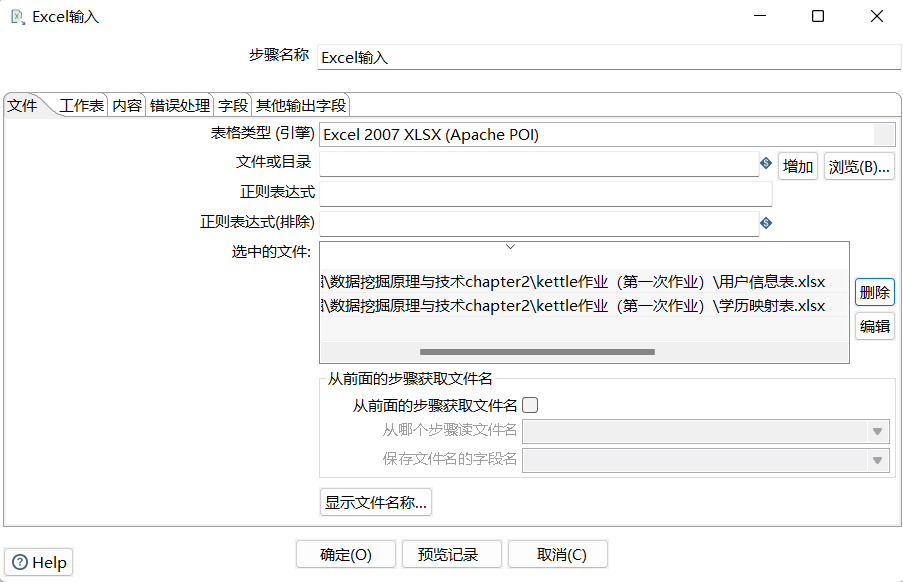 Excel输入
步骤名称 Excel输入
文件 工作表 内容 错误处理 字段 其他输出字段
表格类型 (引擎) Excel 2007 XLSX (Apache POI)
文件或目录 增加 浏览(B)...
正则表达式
正则表达式(排除)
选中的文件:
\数据挖掘原理与技术chapter2\kettle作业（第一次作业）\用户信息表.xlsx
删除
\数据挖掘原理与技术chapter2\kettle作业（第一次作业）\学历映射表.xlsx
编辑
从前面的步骤获取文件名
从前面的步骤获取文件名
从哪个步骤读文件名
保存文件名的字段名
显示文件名称...
Help 确定(O) 预览记录 取消(C)